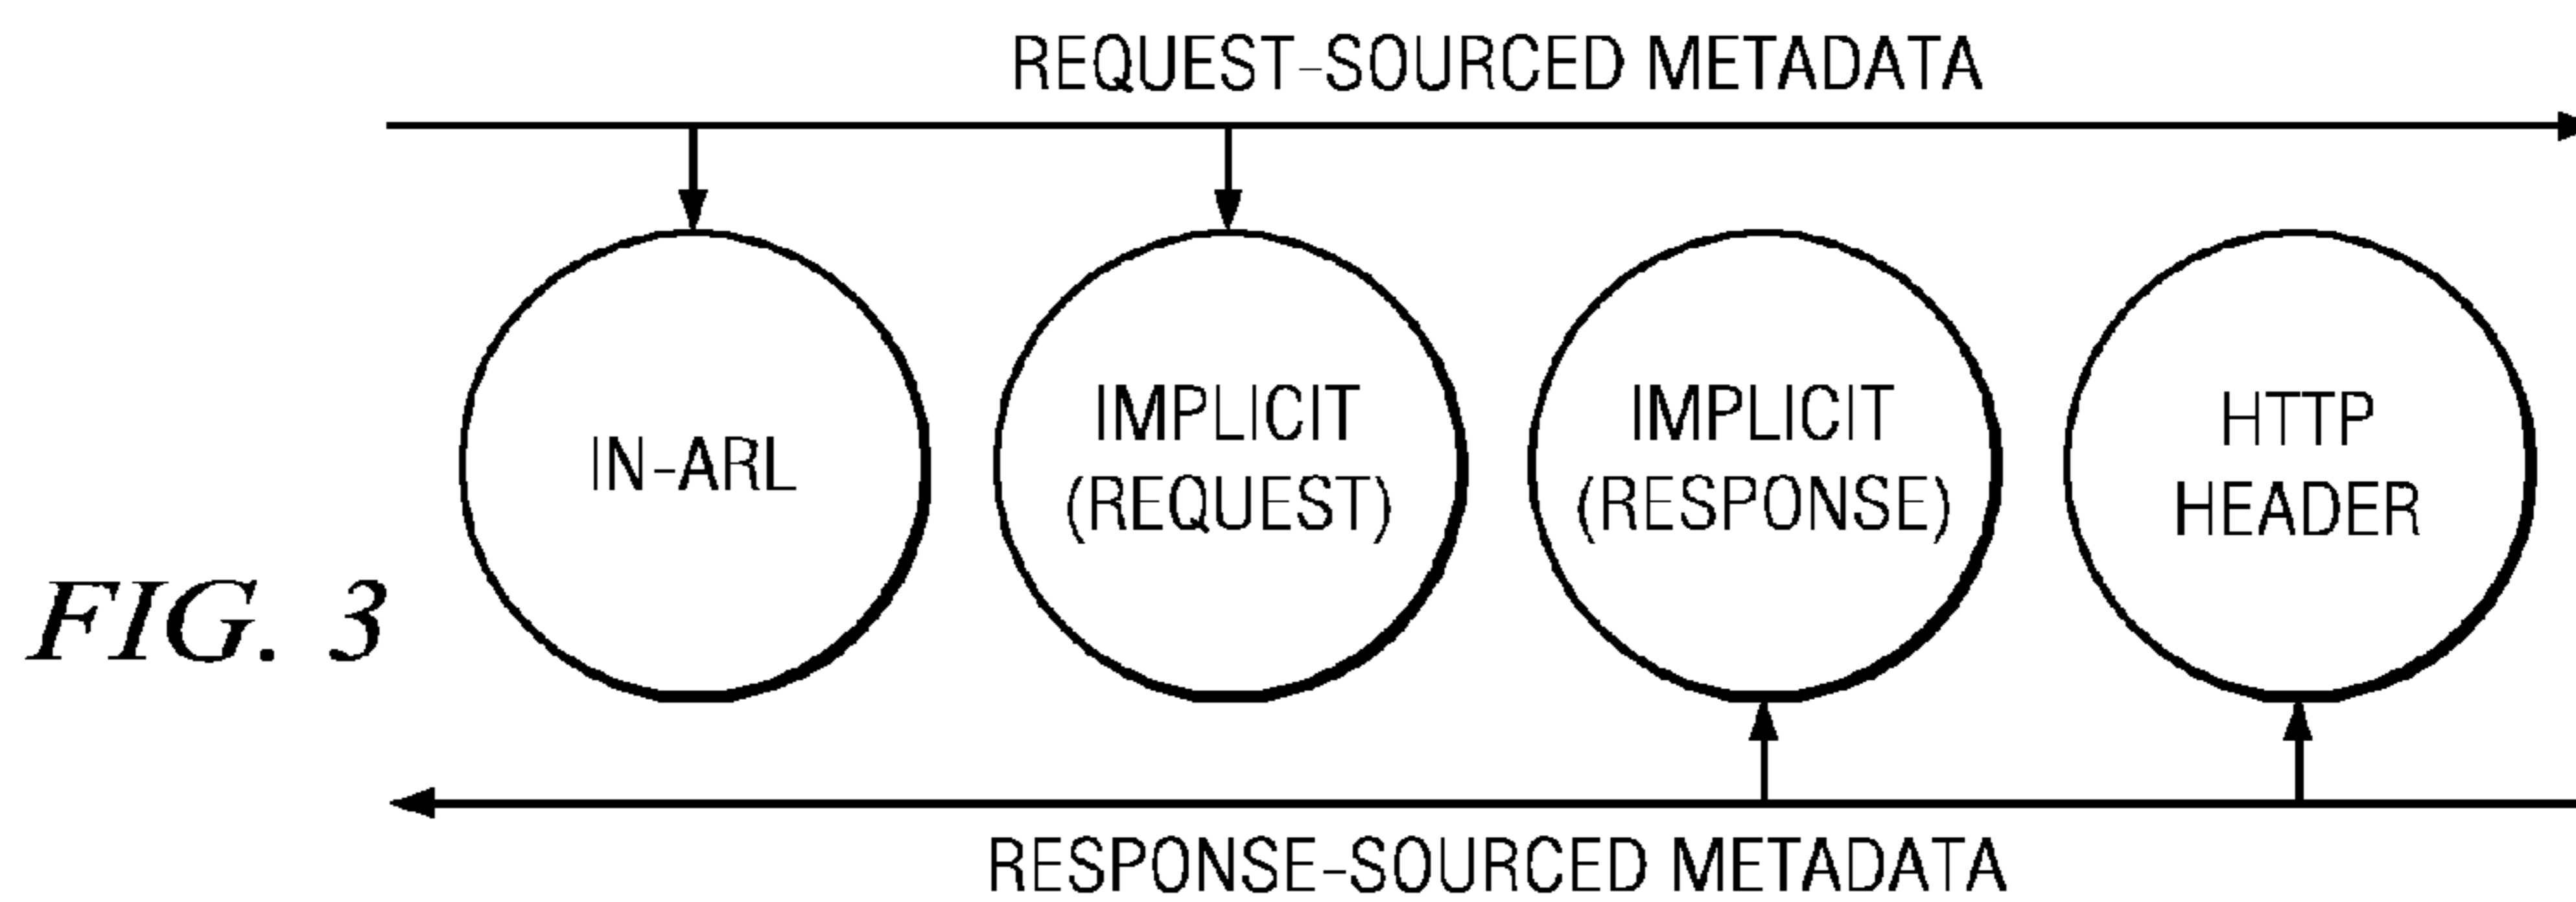 REQUEST-SOURCED METADATA
IN-ARL
IMPLICIT
(REQUEST)
IMPLICIT
(RESPONSE)
HTTP
HEADER
FIG. 3
RESPONSE-SOURCED METADATA